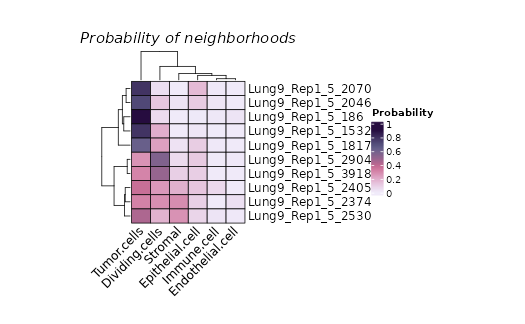 Probability of neighborhoods
Lung9_Rep1_5_2070
Lung9_Rep1_5_2046
Lung9_Rep1_5_186
Lung9_Rep1_5_1532
Lung9_Rep1_5_1817
Lung9_Rep1_5_2904
Lung9_Rep1_5_3918
Lung9_Rep1_5_2405
Lung9_Rep1_5_2374
Lung9_Rep1_5_2530
Probability
1
0.8
0.6
0.4
0.2
0
Tumor.cells
Dividing.cells
Stromal
Epithelial.cell
Immune.cell
Endothelial.cell